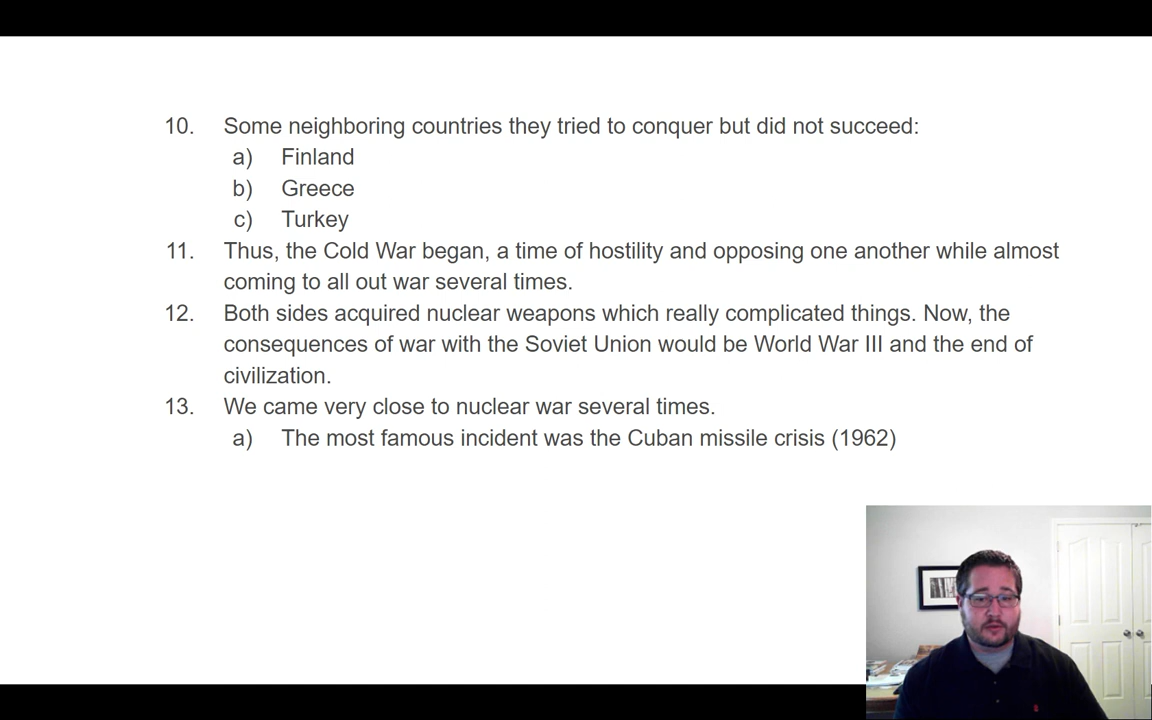 10. Some neighboring countries they tried to conquer but did not succeed:
a) Finland
b) Greece
c) Turkey
11. Thus, the Cold War began, a time of hostility and opposing one another while almost
coming to all out war several times.
12. Both sides acquired nuclear weapons which really complicated things. Now, the
consequences of war with the Soviet Union would be World War III and the end of
civilization.
13. We came very close to nuclear war several times.
a) The most famous incident was the Cuban missile crisis (1962)